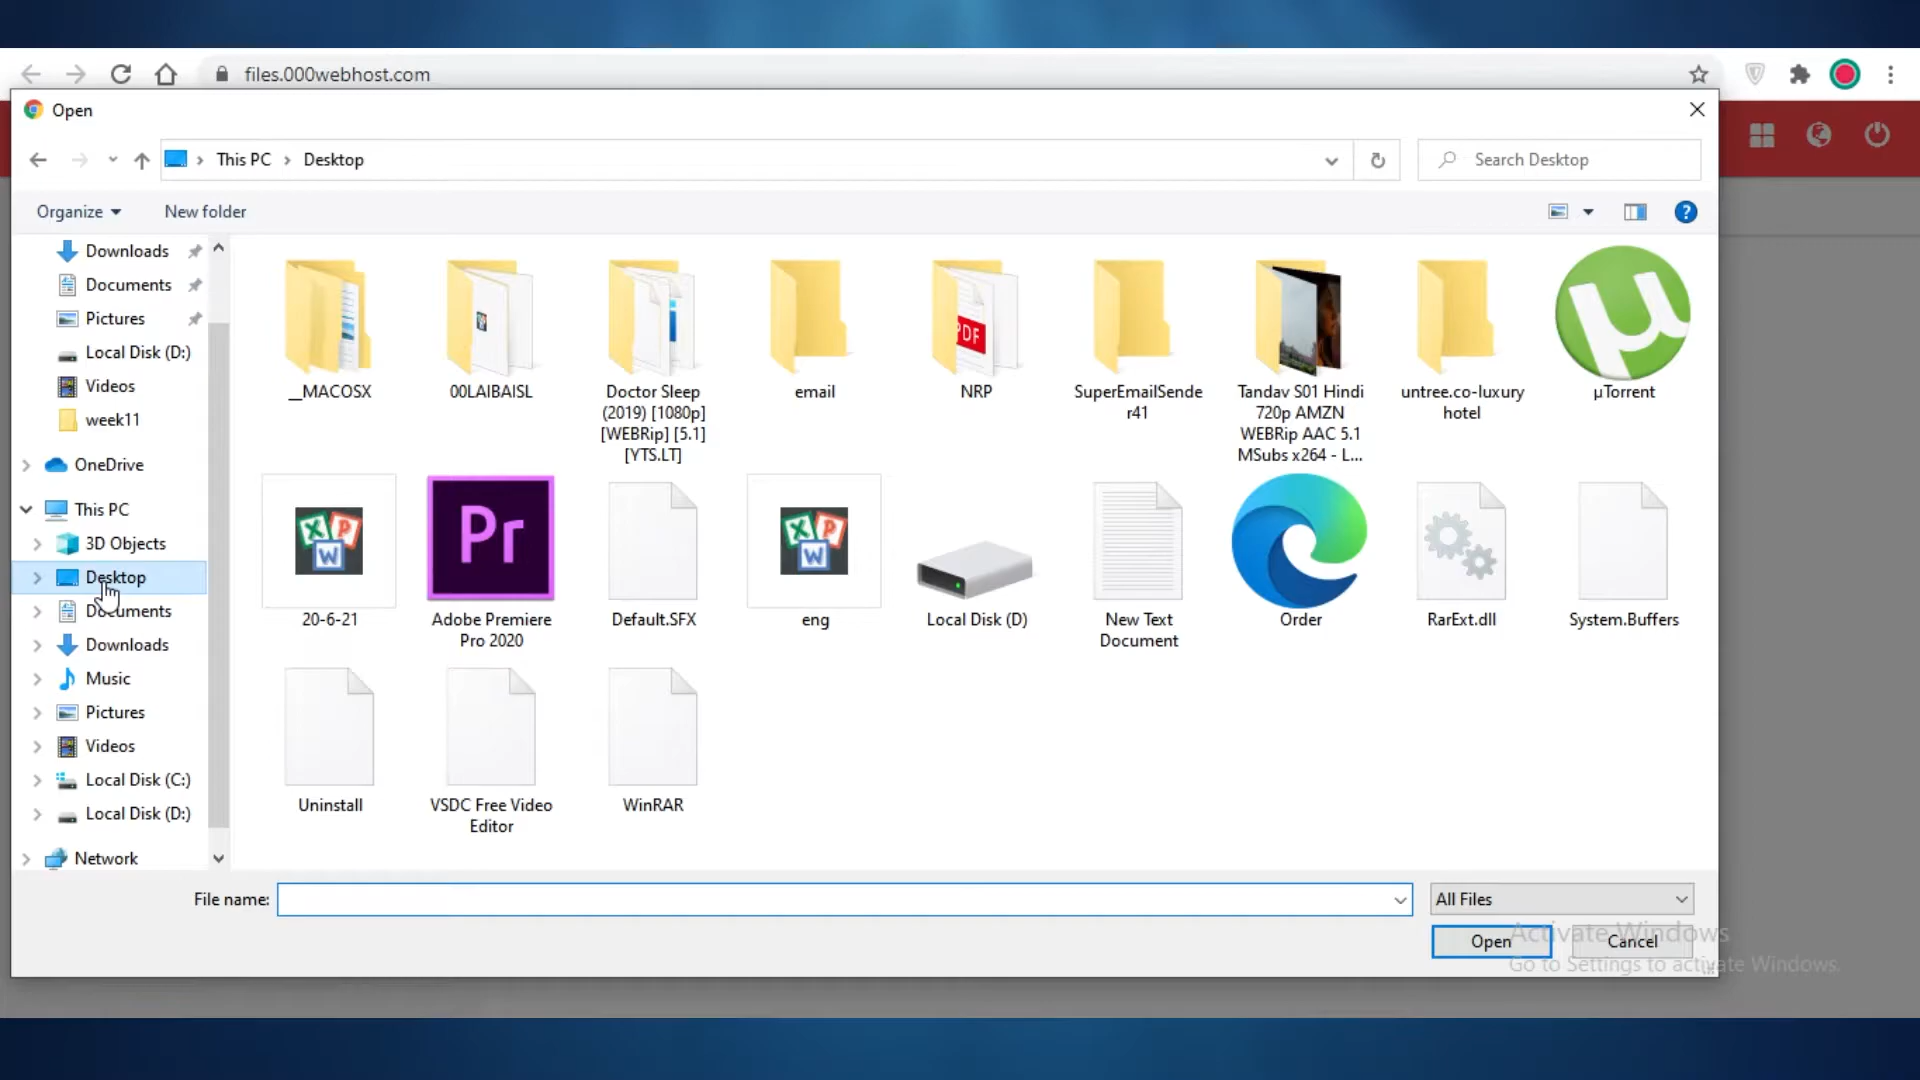 files.000webhost.com
Open
This PC
Desktop
Search Desktop
Organize
New folder
Downloads
Documents
Pictures
Local Disk (D:)
Videos
week11
OneDrive
This PC
3D Objects
Desktop
Documents
Downloads
Music
Pictures
Videos
Local Disk (C:)
Local Disk (D:)
Network
__MACOSX
00LAIBAISL
Doctor Sleep
(2019) [1080p]
[WEBRip] [5.1]
[YTS.LT]
email
PDF
NRP
SuperEmailSende
r41
Tandav S01 Hindi
720p AMZN
WEBRip AAC 5.1
MSubs x264 - L...
untree.co-luxury
hotel
µ
µTorrent
X P
W
20-6-21
Pr
Adobe Premiere
Pro 2020
Default.SFX
X P
W
eng
Local Disk (D)
New Text
Document
Order
RarExt.dll
System.Buffers
Uninstall
VSDC Free Video
Editor
WinRAR
File name:
All Files
Open
Cancel
Activate Windows
Go to Settings to activate Windows.